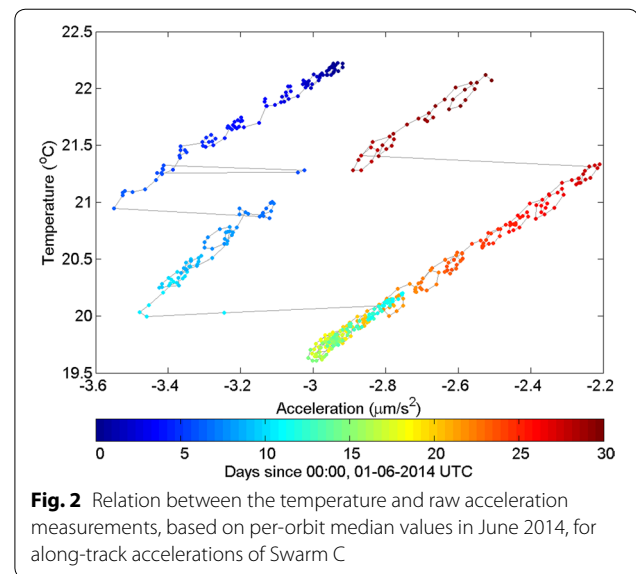 22.5
22
21.5
21
20.5
20
19.5
Temperature (°C)
-3.6 -3.4 -3.2 -3 -2.8 -2.6 -2.4 -2.2
Acceleration (μm/s²)
0 5 10 15 20 25 30
Days since 00:00, 01-06-2014 UTC
Fig. 2 Relation between the temperature and raw acceleration
measurements, based on per-orbit median values in June 2014, for
along-track accelerations of Swarm C